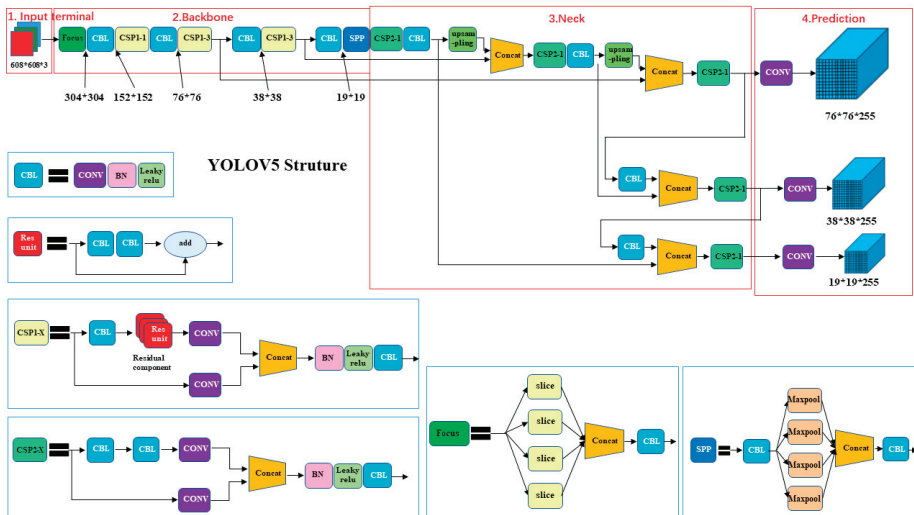 1. Input terminal
2.Backbone
3.Neck
4.Prediction
608*608*3
Focus
CBL
CSP1-1
CBL
CSP1-3
CBL
CSP1-3
CBL
SPP
CSP2-1
CBL
upsam
-pling
Concat
CSP2-1
CBL
upsam
-pling
Concat
CSP2-1
CONV
304*304
152*152
76*76
38*38
19*19
76*76*255
YOLOV5 Struture
CBL
CONV
BN
Leaky
relu
CBL
Concat
CSP2-1
CONV
38*38*255
Res
unit
CBL
CBL
add
CBL
Concat
CSP2-1
CONV
19*19*255
CSP1-X
CBL
Res
unit
CONV
Residual
component
CONV
Concat
BN
Leaky
relu
CBL
CSP2-X
CBL
CBL
CONV
CONV
Concat
BN
Leaky
relu
CBL
Focus
slice
slice
slice
slice
Concat
CBL
SPP
CBL
Maxpool
Maxpool
Maxpool
Maxpool
Concat
CBL